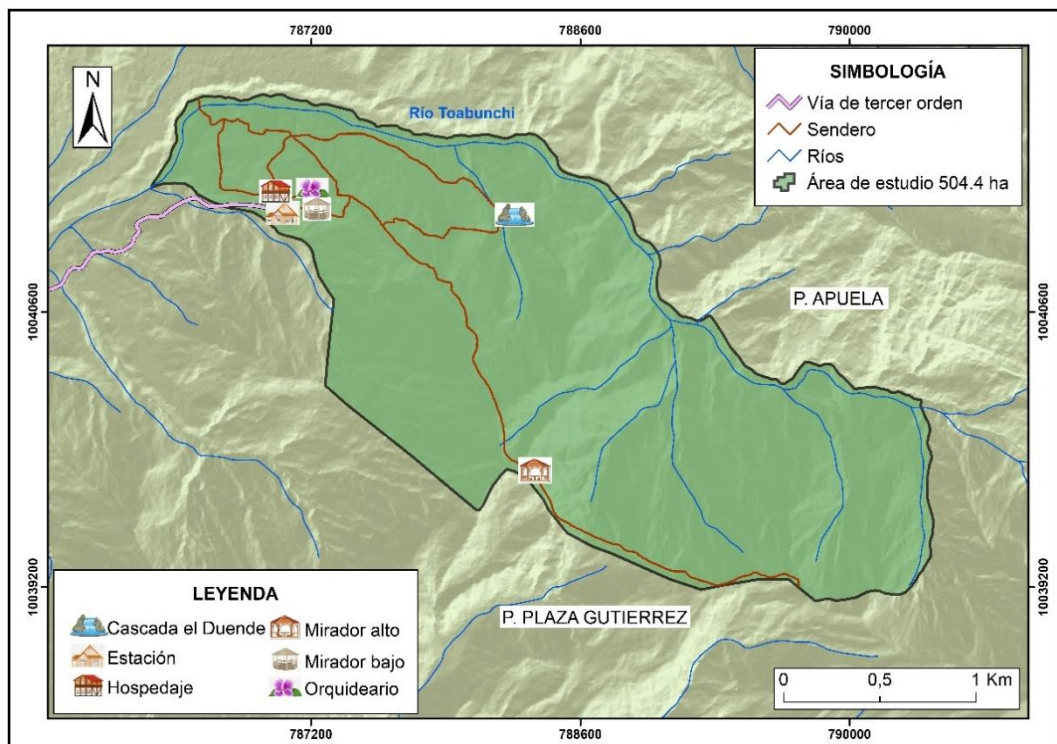 787200
788600
790000
N
SIMBOLOGÍA
Vía de tercer orden
Sendero
Ríos
Área de estudio 504.4 ha
Río Toabunchi
P. APUELA
10040600
10040600
10039200
10039200
P. PLAZA GUTIERREZ
LEYENDA
Cascada el Duende
Estación
Hospedaje
Mirador alto
Mirador bajo
Orquideario
0
0,5
1 Km
787200
788600
790000